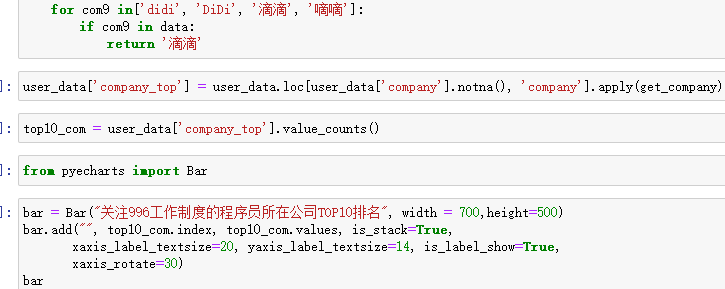 for com9 in['didi', 'DiDi', '滴滴', '嘀嘀']:
if com9 in data:
return '滴滴'
]: user_data['company_top'] = user_data.loc[user_data['company'].notna(), 'company'].apply(get_company)
]: top10_com = user_data['company_top'].value_counts()
]: from pyecharts import Bar
]: bar = Bar("关注996工作制度的程序员所在公司TOP10排名", width = 700,height=500)
bar.add("", top10_com.index, top10_com.values, is_stack=True,
xaxis_label_textsize=20, yaxis_label_textsize=14, is_label_show=True,
xaxis_rotate=30)
bar